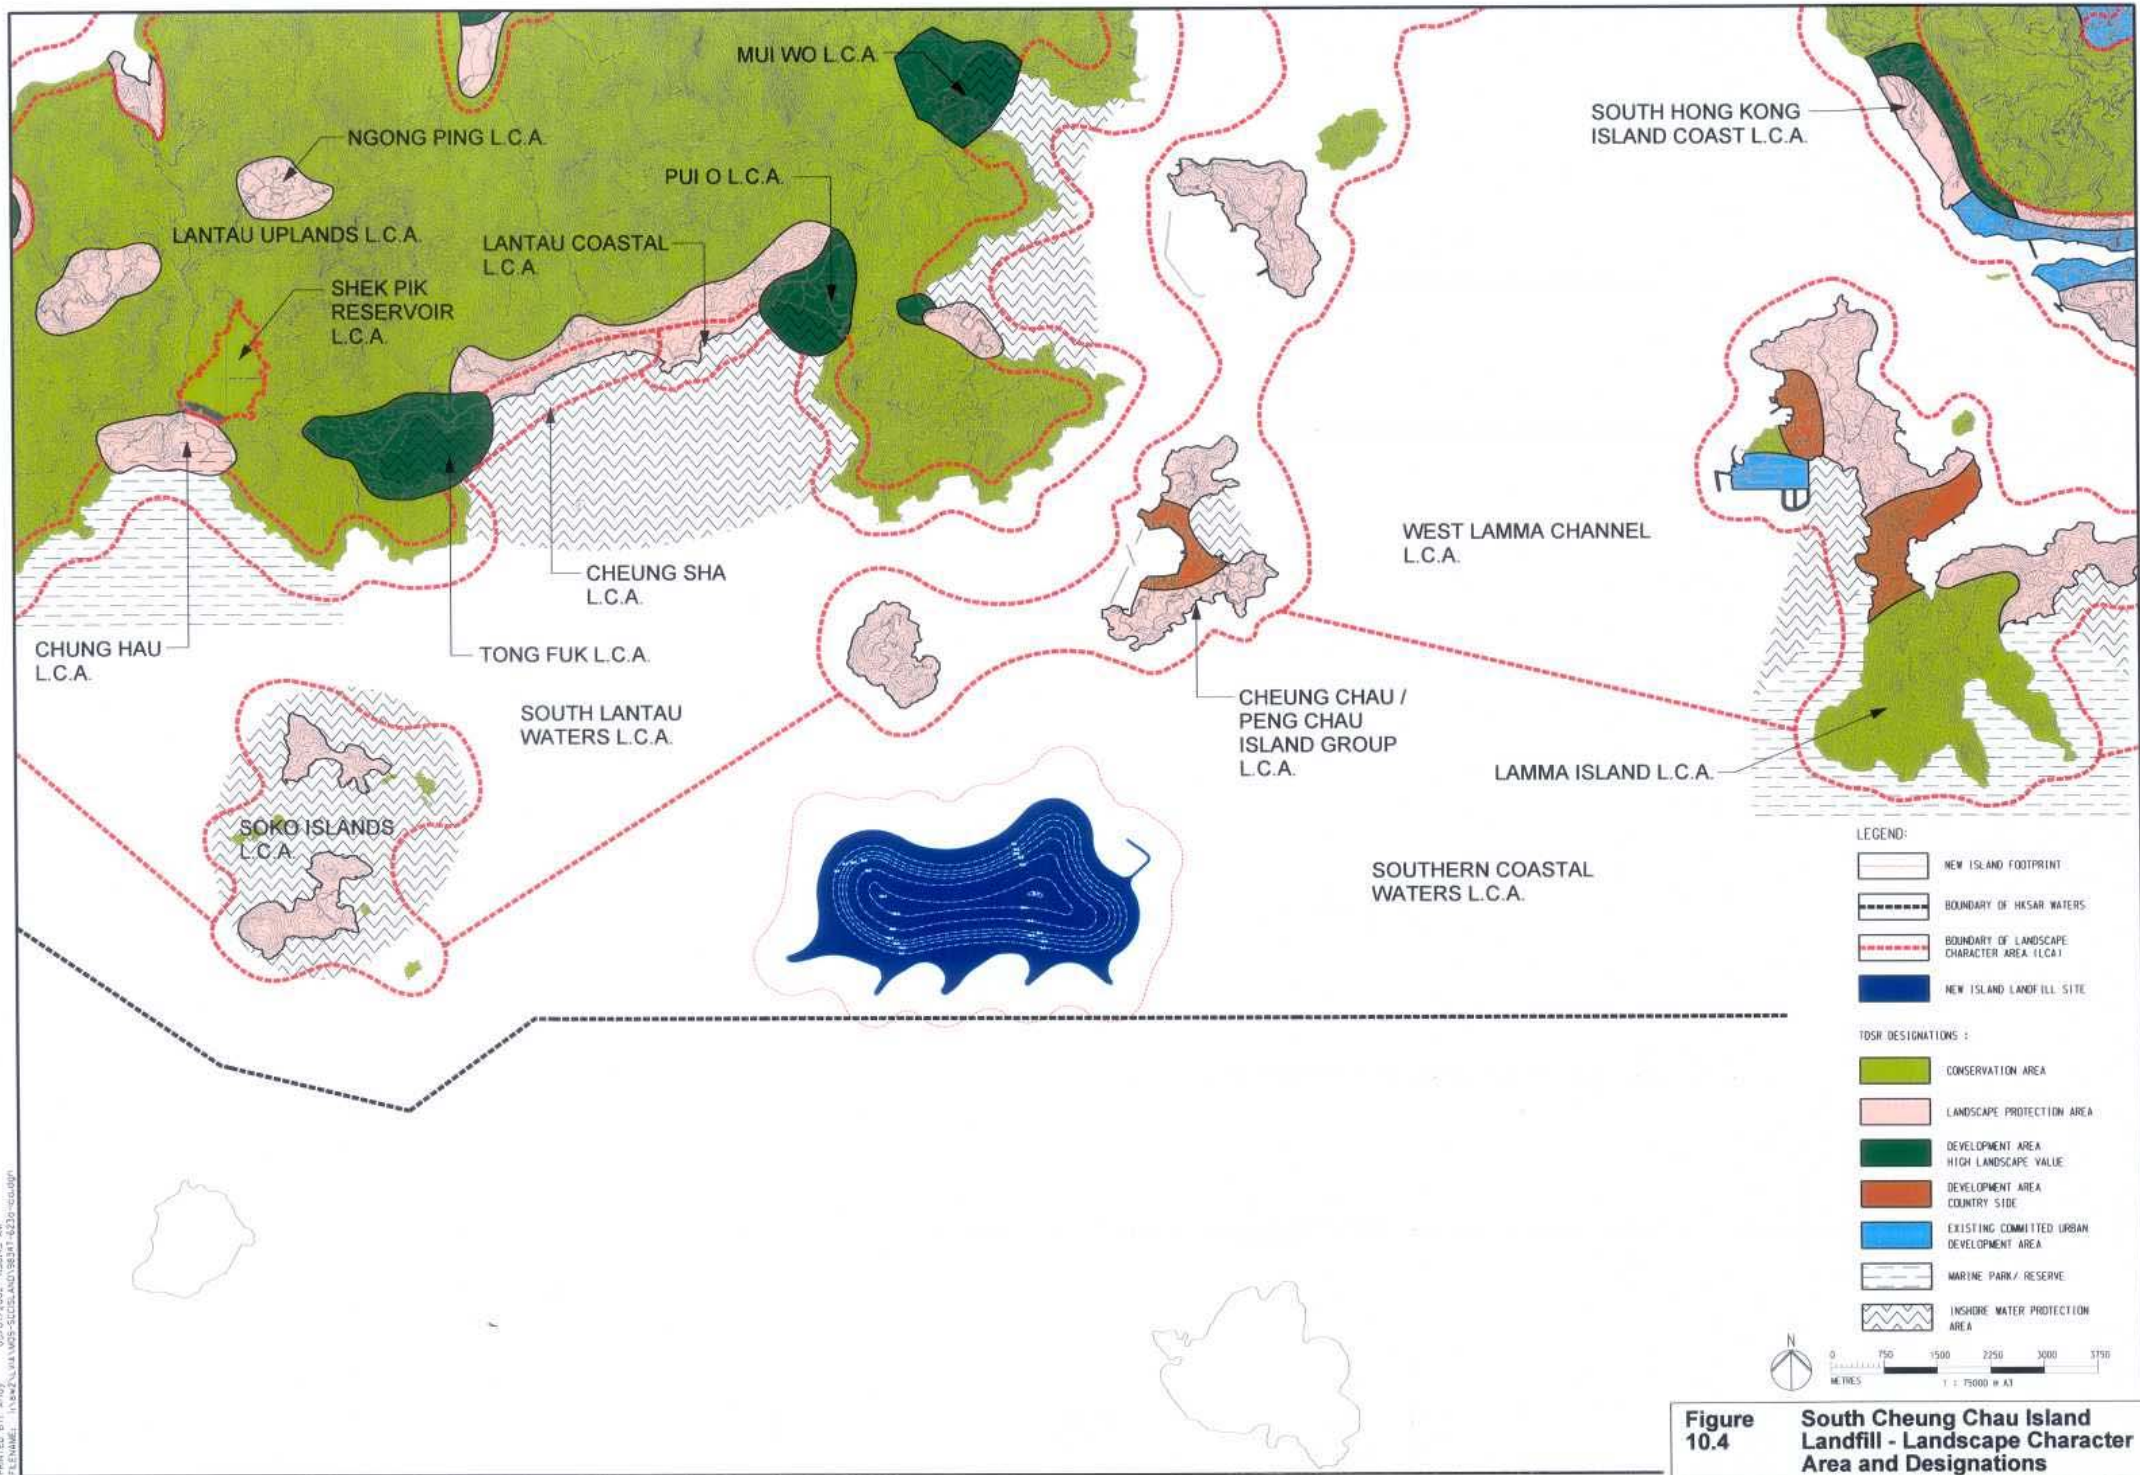 MUI WO L.C.A.
SOUTH HONG KONG
ISLAND COAST L.C.A.
NGONG PING L.C.A.
PUI O L.C.A.
LANTAU UPLANDS L.C.A.
LANTAU COASTAL
L.C.A.
SHEK PIK
RESERVOIR
L.C.A.
WEST LAMMA CHANNEL
L.C.A.
CHEUNG SHA
L.C.A.
CHUNG HAU
L.C.A.
TONG FUK L.C.A.
SOUTH LANTAU
WATERS L.C.A.
CHEUNG CHAU /
PENG CHAU
ISLAND GROUP
L.C.A.
LAMMA ISLAND L.C.A.
SOKO ISLANDS
L.C.A.
SOUTHERN COASTAL
WATERS L.C.A.
LEGEND:
NEW ISLAND FOOTPRINT
BOUNDARY OF HKSAR WATERS
BOUNDARY OF LANDSCAPE
CHARACTER AREA (LCA)
NEW ISLAND LANDFILL SITE
TDSR DESIGNATIONS :
CONSERVATION AREA
LANDSCAPE PROTECTION AREA
DEVELOPMENT AREA
HIGH LANDSCAPE VALUE
DEVELOPMENT AREA
COUNTRY SIDE
EXISTING COMMITTED URBAN
DEVELOPMENT AREA
MARINE PARK/ RESERVE
INSHORE WATER PROTECTION
AREA
N
0 750 1500 2250 3000 3750
METRES
1 : 75000 @ A3
Figure
10.4
South Cheung Chau Island
Landfill - Landscape Character
Area and Designations